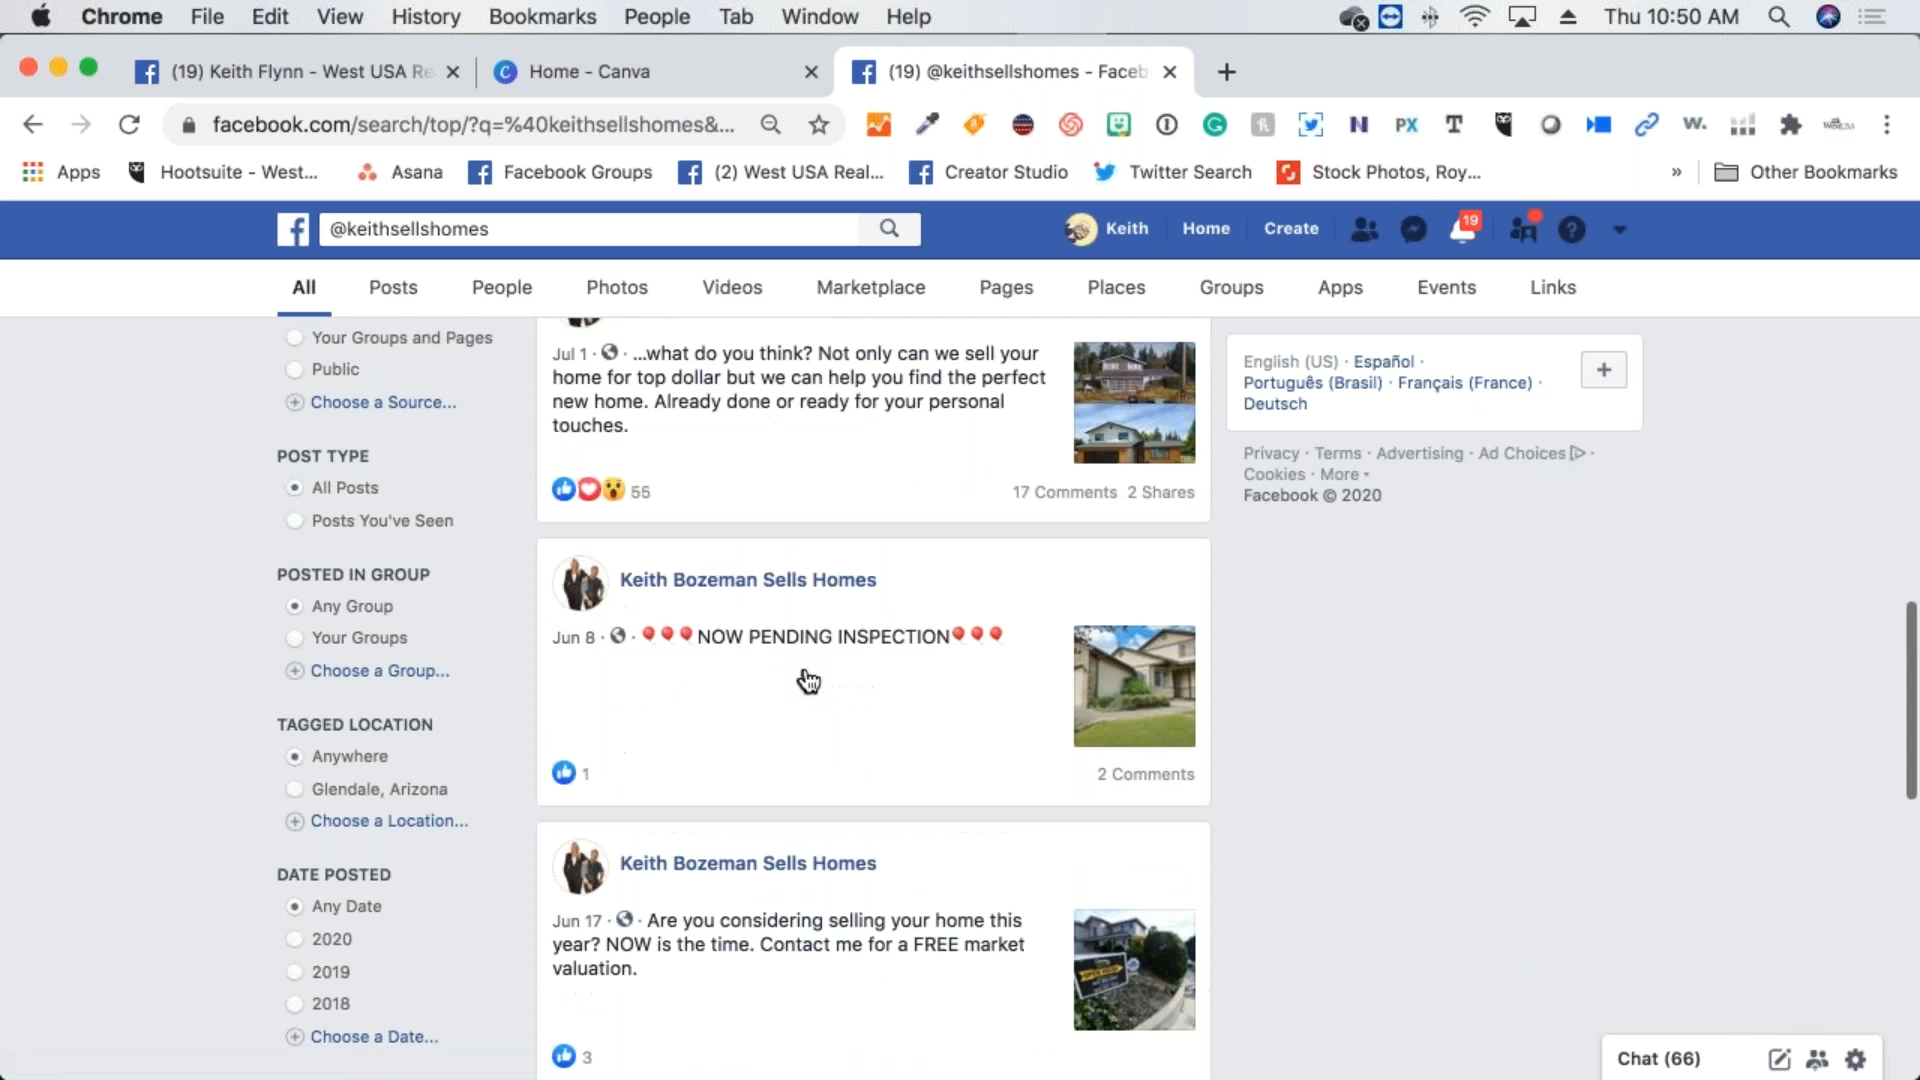 Chrome File Edit View History Bookmarks People Tab Window Help Thu 10:50 AM
(19) Keith Flynn - West USA Re
Home - Canva
(19) @keithsellshomes - Faceb
facebook.com/search/top/?q=%40keithsellshomes&...
Apps
Hootsuite - West...
Asana
Facebook Groups
(2) West USA Real...
Creator Studio
Twitter Search
Stock Photos, Roy...
» Other Bookmarks
@keithsellshomes
Keith Home Create 19
All Posts People Photos Videos Marketplace Pages Places Groups Apps Events Links
Your Groups and Pages
Public
Choose a Source...
POST TYPE
All Posts
Posts You've Seen
POSTED IN GROUP
Any Group
Your Groups
Choose a Group...
TAGGED LOCATION
Anywhere
Glendale, Arizona
Choose a Location...
DATE POSTED
Any Date
2020
2019
2018
Choose a Date...
Jul 1 · ...what do you think? Not only can we sell your
home for top dollar but we can help you find the perfect
new home. Already done or ready for your personal
touches.
55
17 Comments 2 Shares
Keith Bozeman Sells Homes
Jun 8 · 🎈🎈🎈NOW PENDING INSPECTION🎈🎈🎈
1
2 Comments
Keith Bozeman Sells Homes
Jun 17 · Are you considering selling your home this
year? NOW is the time. Contact me for a FREE market
valuation.
3
English (US) · Español ·
Português (Brasil) · Français (France) ·
Deutsch
Privacy · Terms · Advertising · Ad Choices ·
Cookies · More
Facebook © 2020
Chat (66)